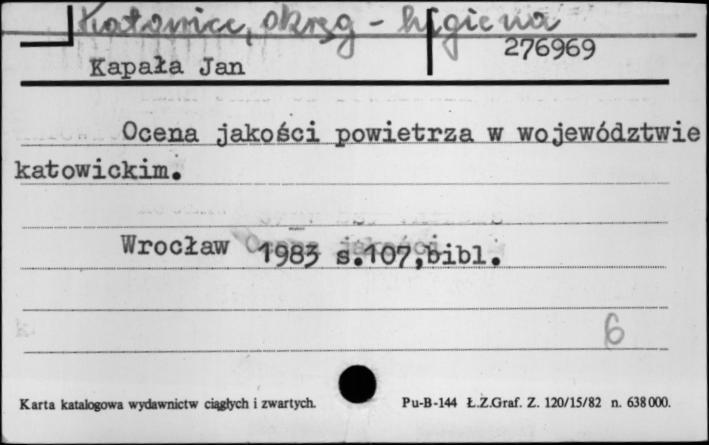 Katowice, okręg - higiena
276969
Kapała Jan
Ocena jakości powietrza w województwie
katowickim.
Wrocław 1983 s.107,bibl.
6
Karta katalogowa wydawnictw ciągłych i zwartych. Pu-B-144 Ł.Z.Graf. Z. 120/15/82 n. 638000.